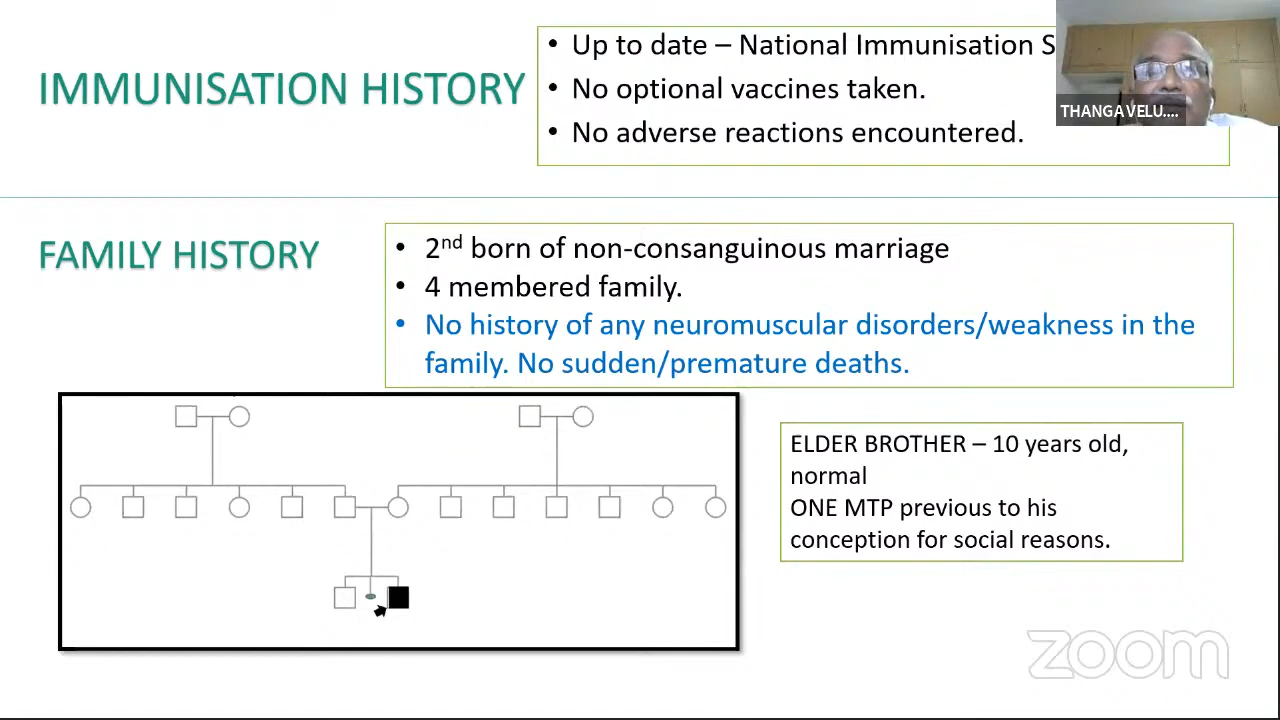 IMMUNISATION HISTORY
• Up to date – National Immunisation S
• No optional vaccines taken.
• No adverse reactions encountered.
THANGAVELU....
FAMILY HISTORY
• 2nd born of non-consanguinous marriage
• 4 membered family.
• No history of any neuromuscular disorders/weakness in the
family. No sudden/premature deaths.
ELDER BROTHER – 10 years old,
normal
ONE MTP previous to his
conception for social reasons.
zoom